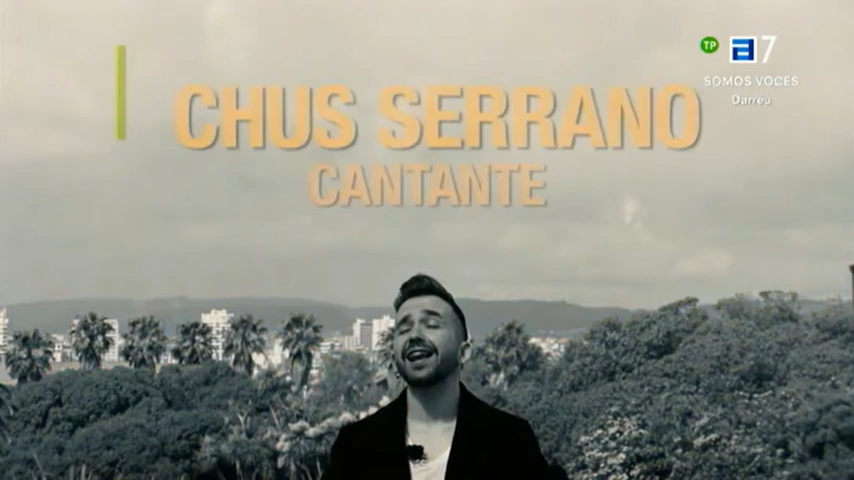 TP
A7
SOMOS VOCES
Darréu
CHUS SERRANO
CANTANTE